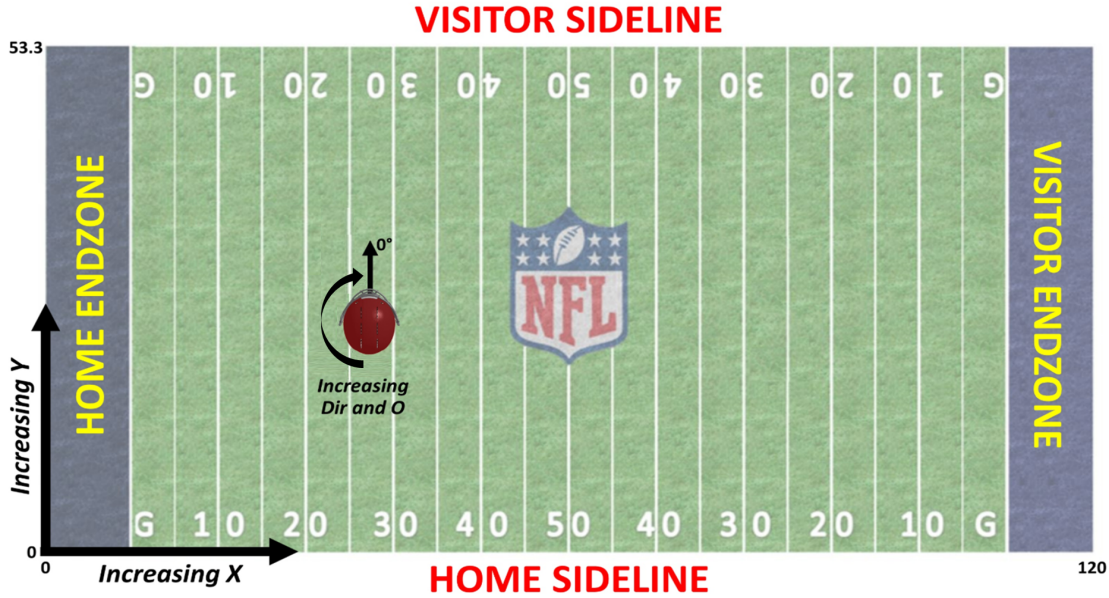 VISITOR SIDELINE
53.3
G 10 20 30 40 50 40 30 20 10 G
HOME ENDZONE
VISITOR ENDZONE
0°
NFL
Increasing
Dir and O
Increasing Y
G 10 20 30 40 50 40 30 20 10 G
0
0
Increasing X
HOME SIDELINE
120